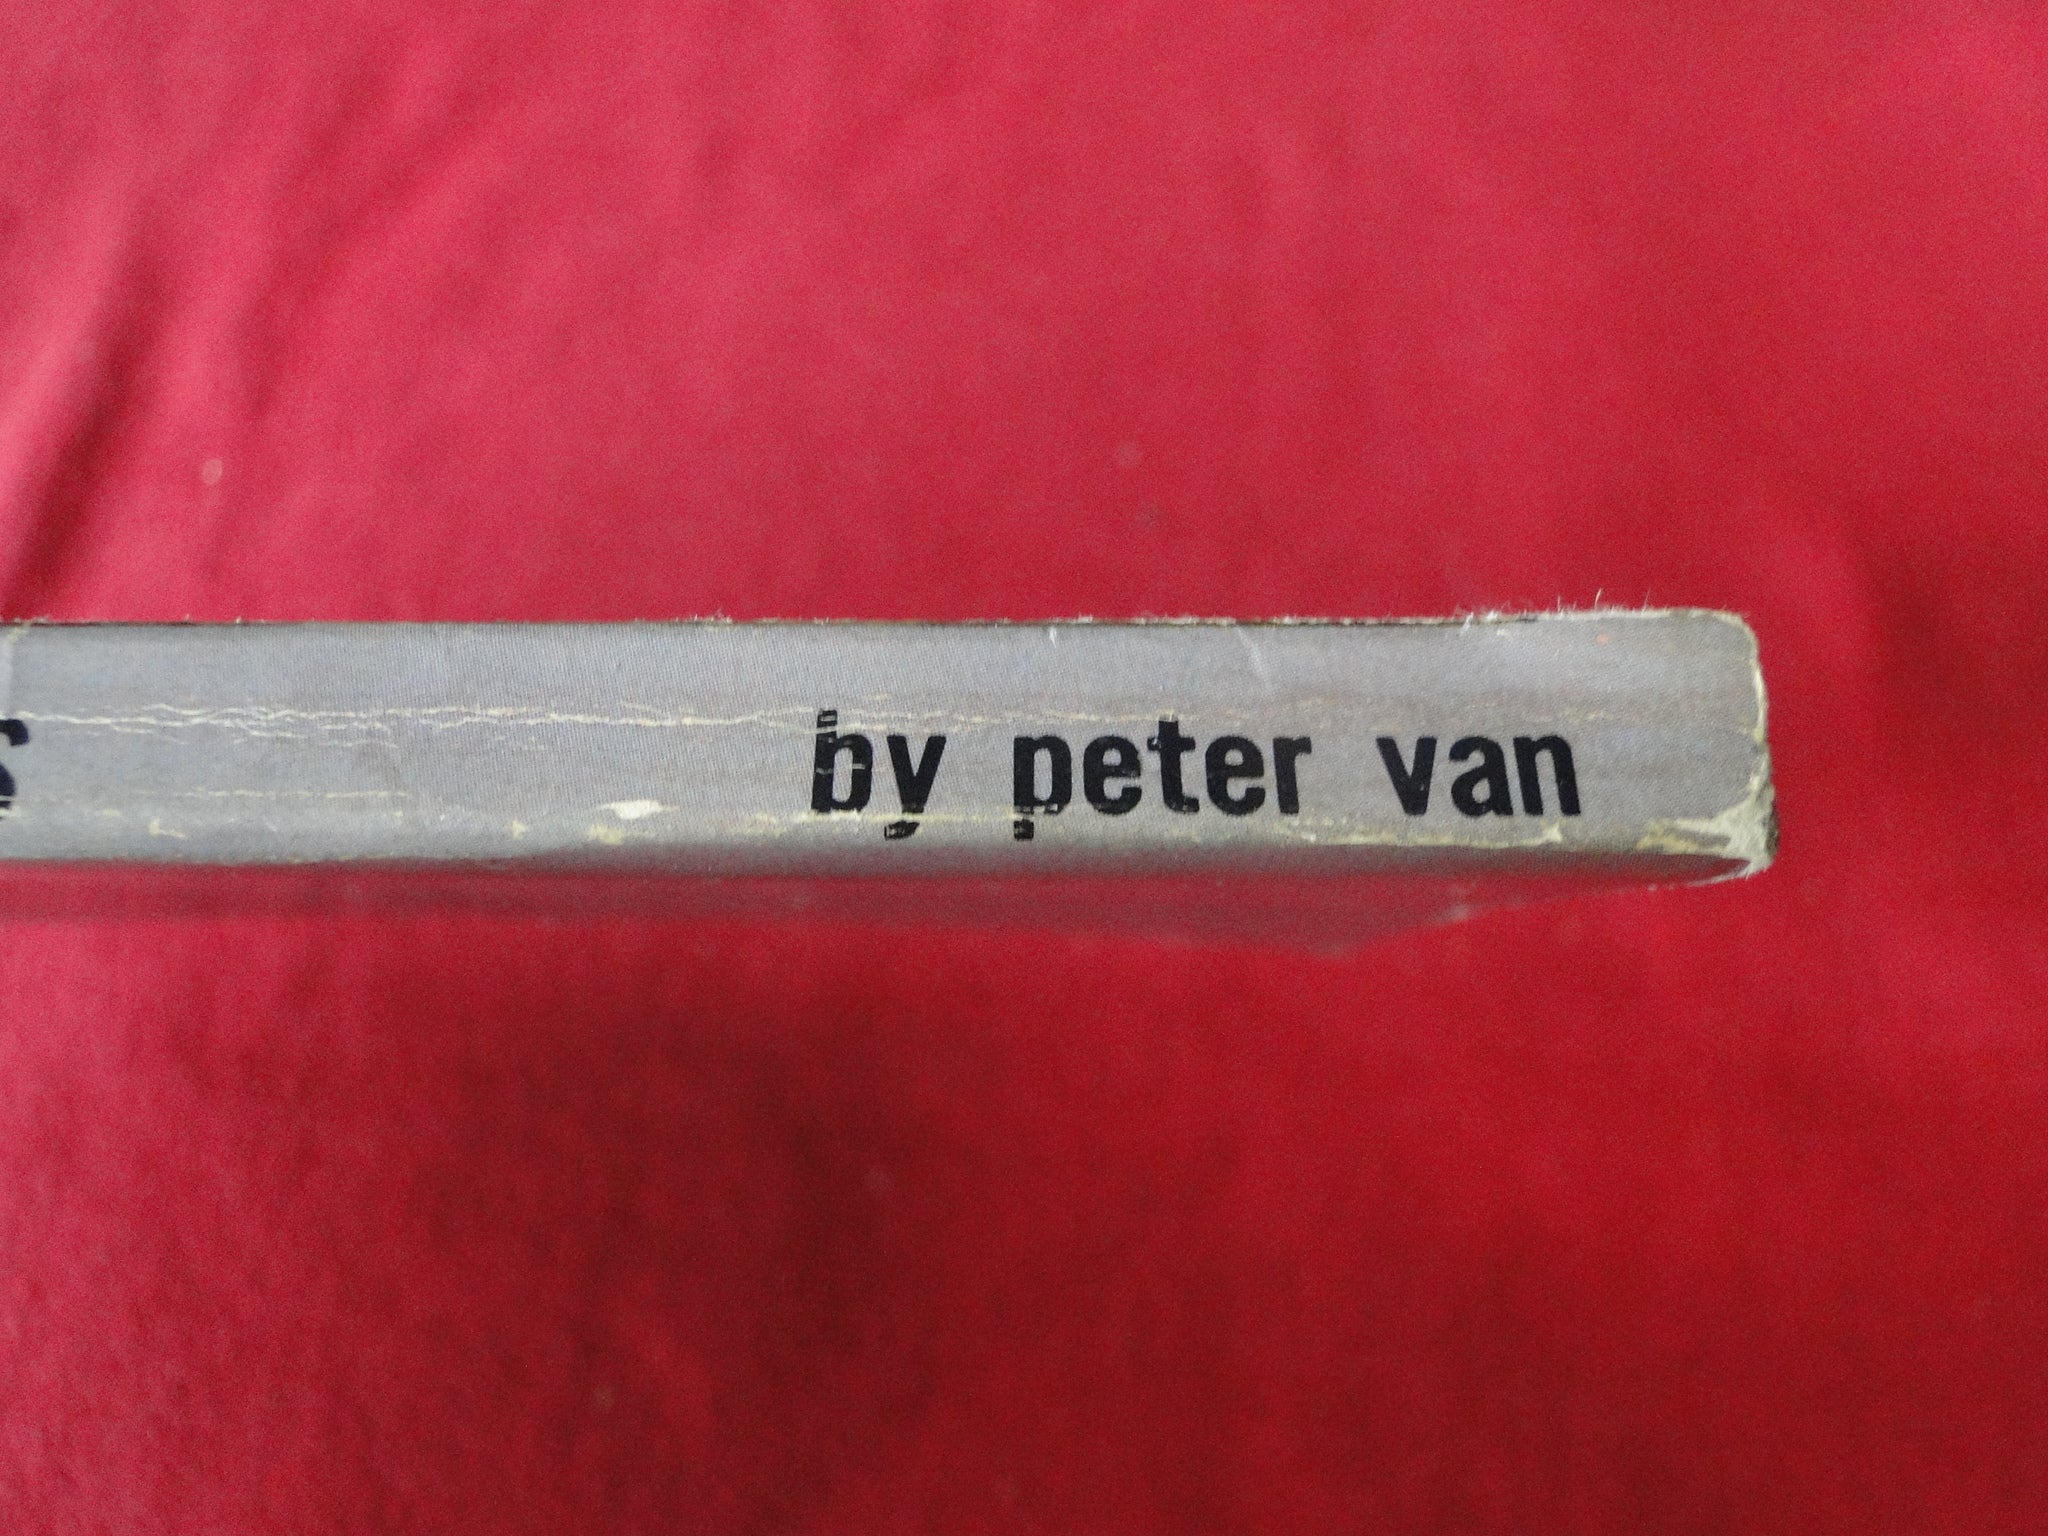 s by peter van